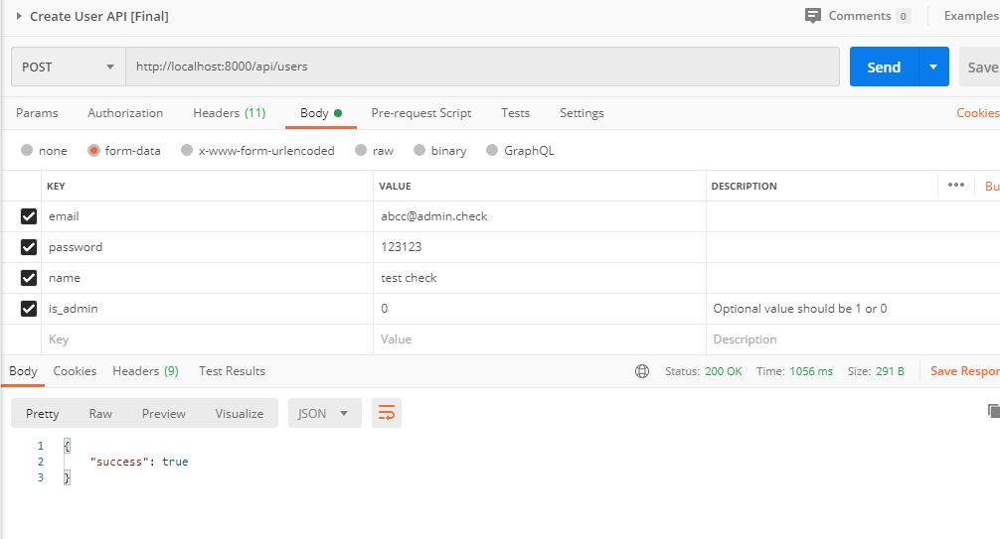 Create User API [Final] Comments 0 Examples
POST http://localhost:8000/api/users Send Save
Params Authorization Headers (11) Body Pre-request Script Tests Settings Cookies
none form-data x-www-form-urlencoded raw binary GraphQL
KEY VALUE DESCRIPTION ••• Bu
email abcc@admin.check
password 123123
name test check
is_admin 0 Optional value should be 1 or 0
Key Value Description
Body Cookies Headers (9) Test Results Status: 200 OK Time: 1056 ms Size: 291 B Save Respor
Pretty Raw Preview Visualize JSON
1 {
2 "success": true
3 }